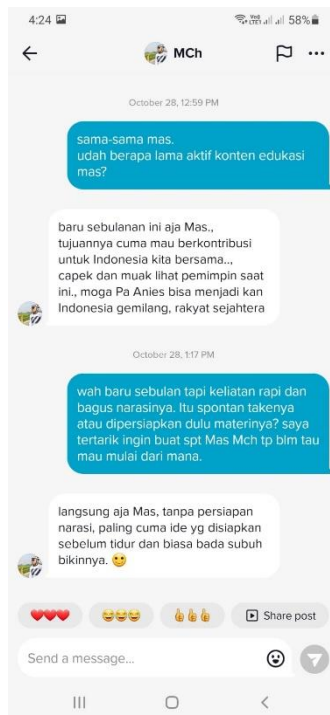 4:24 58%
MCh
October 28, 12:59 PM
sama-sama mas.
udah berapa lama aktif konten edukasi
mas?
baru sebulanan ini aja Mas.,
tujuannya cuma mau berkontribusi
untuk Indonesia kita bersama..,
capek dan muak lihat pemimpin saat
ini., moga Pa Anies bisa menjadi kan
Indonesia gemilang, rakyat sejahtera
October 28, 1:17 PM
wah baru sebulan tapi keliatan rapi dan
bagus narasinya. Itu spontan takenya
atau dipersiapkan dulu materinya? saya
tertarik ingin buat spt Mas Mch tp blm tau
mau mulai dari mana.
langsung aja Mas, tanpa persiapan
narasi, paling cuma ide yg disiapkan
sebelum tidur dan biasa bada subuh
bikinnya. 🙂
❤️❤️❤️ 😂😂😂 👍👍👍 Share post
Send a message...